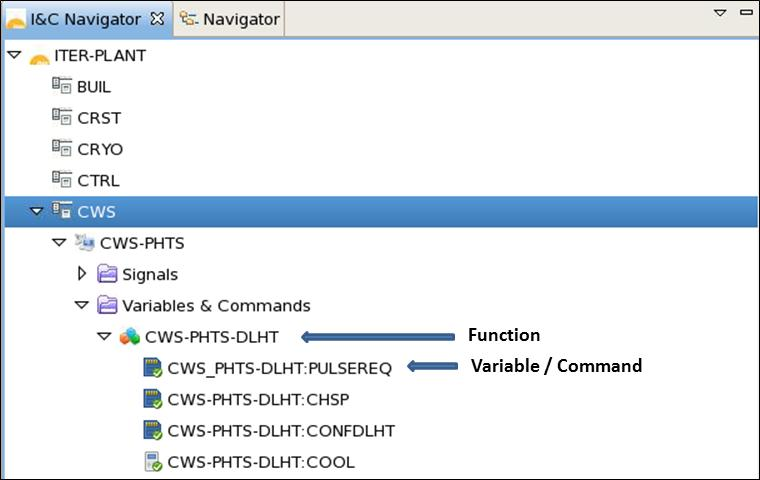 I&C Navigator Navigator
ITER-PLANT
BUIL
CRST
CRYO
CTRL
CWS
CWS-PHTS
Signals
Variables & Commands
CWS-PHTS-DLHT Function
CWS_PHTS-DLHT:PULSEREQ Variable / Command
CWS-PHTS-DLHT:CHSP
CWS-PHTS-DLHT:CONFDLHT
CWS-PHTS-DLHT:COOL